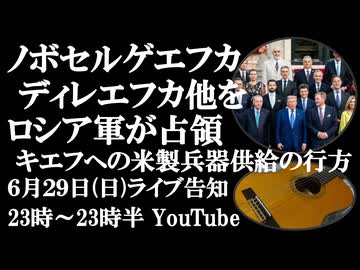 ノボセルゲエフカ
ディレエフカ他を
ロシア軍が占領
キエフへの米製兵器供給の行方
6月29日(日)ライブ告知
23時～23時半 YouTube